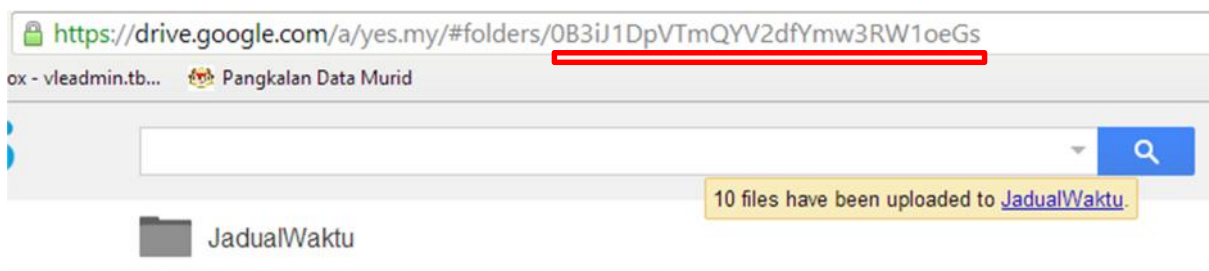 https://drive.google.com/a/yes.my/#folders/0B3iJ1DpVTmQYV2dfYmw3RW1oeGs
ox - vleadmin.tb... Pangkalan Data Murid
10 files have been uploaded to JadualWaktu.
JadualWaktu